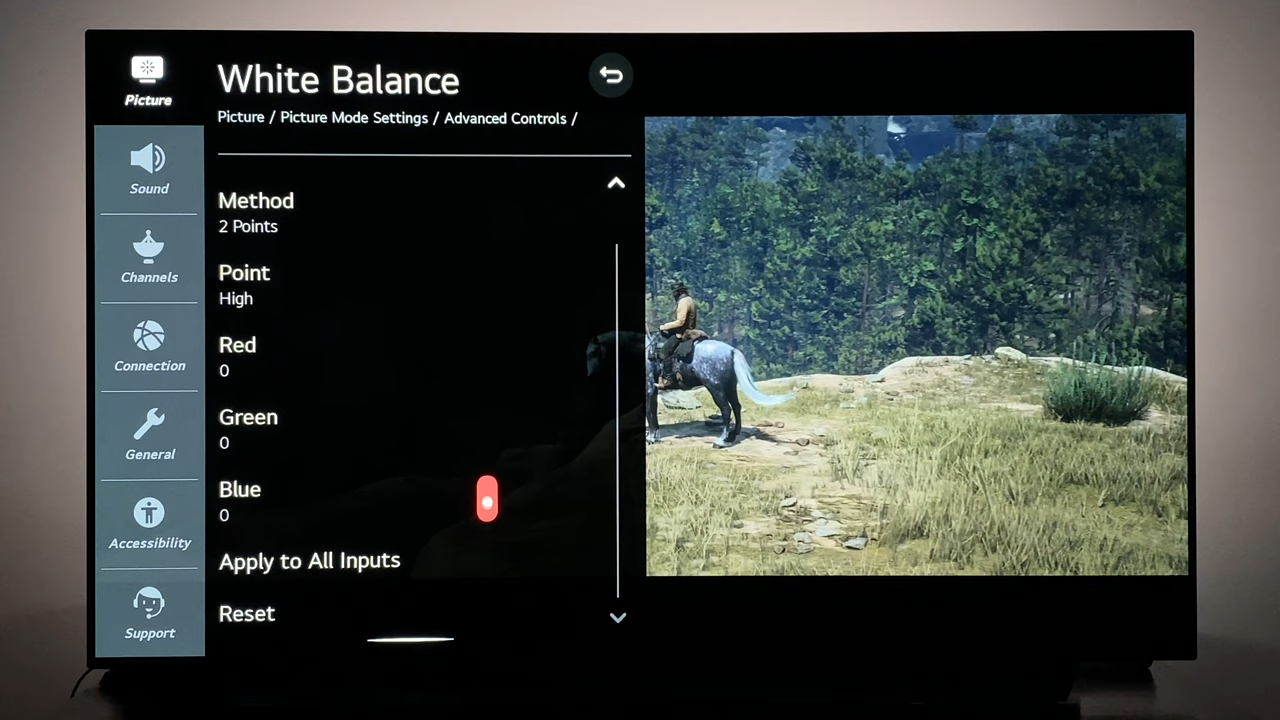 Picture
Sound
Channels
Connection
General
Accessibility
Support
White Balance
Picture / Picture Mode Settings / Advanced Controls /
Method
2 Points
Point
High
Red
0
Green
0
Blue
0
Apply to All Inputs
Reset